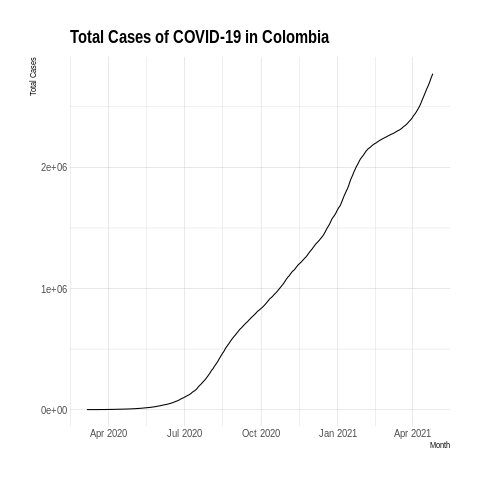 Total Cases of COVID-19 in Colombia
Total Cases
2e+06
1e+06
0e+00
Apr 2020 Jul 2020 Oct 2020 Jan 2021 Apr 2021
Month